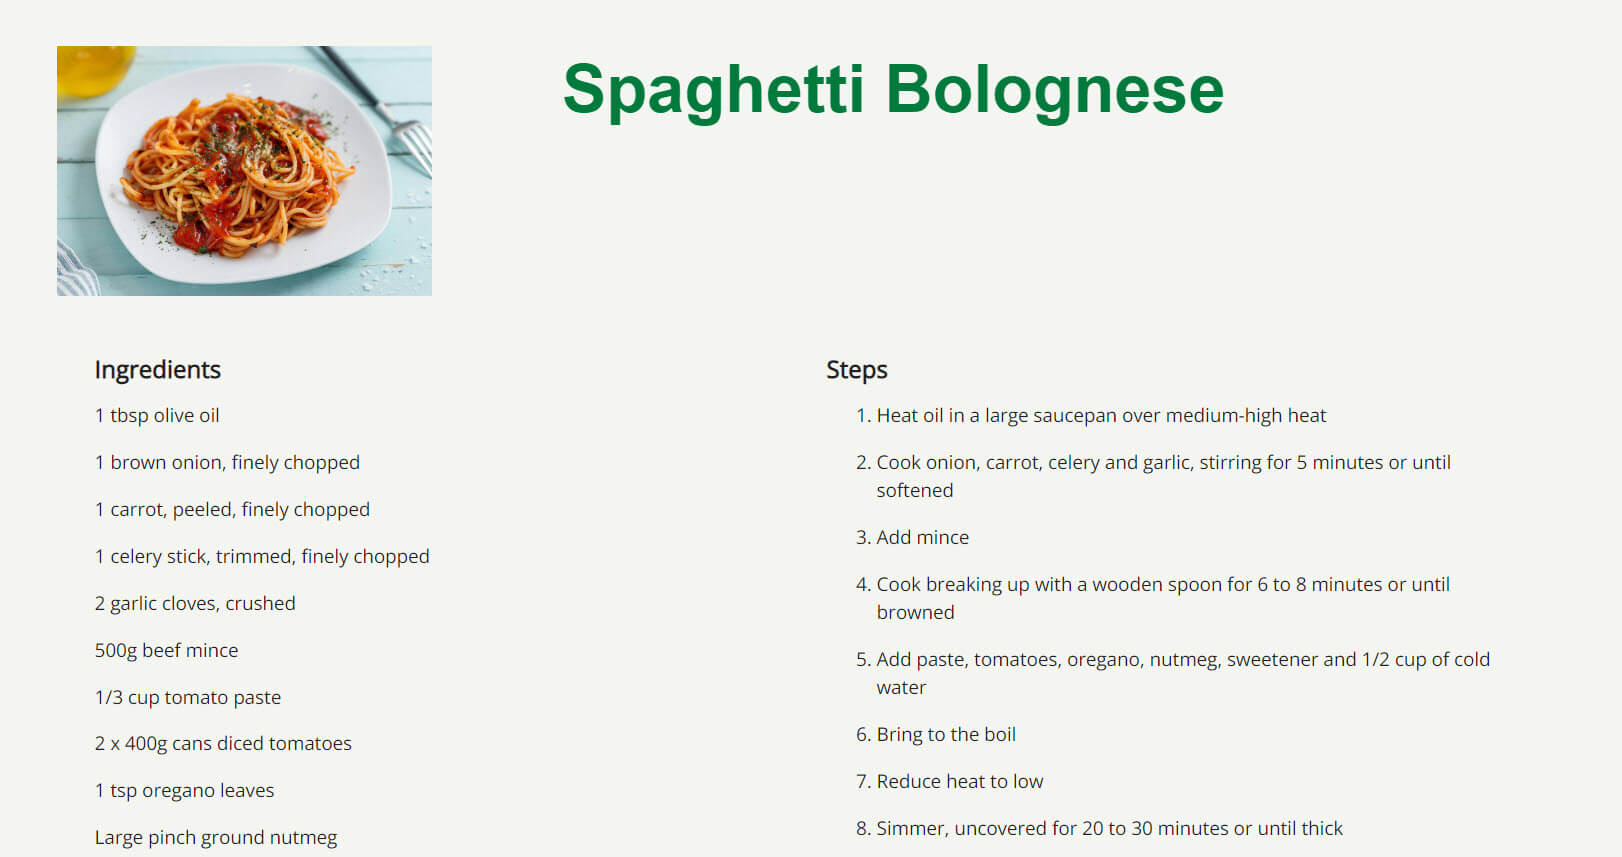 Spaghetti Bolognese
Ingredients
1 tbsp olive oil
1 brown onion, finely chopped
1 carrot, peeled, finely chopped
1 celery stick, trimmed, finely chopped
2 garlic cloves, crushed
500g beef mince
1/3 cup tomato paste
2 x 400g cans diced tomatoes
1 tsp oregano leaves
Large pinch ground nutmeg
Steps
1. Heat oil in a large saucepan over medium-high heat
2. Cook onion, carrot, celery and garlic, stirring for 5 minutes or until
softened
3. Add mince
4. Cook breaking up with a wooden spoon for 6 to 8 minutes or until
browned
5. Add paste, tomatoes, oregano, nutmeg, sweetener and 1/2 cup of cold
water
6. Bring to the boil
7. Reduce heat to low
8. Simmer, uncovered for 20 to 30 minutes or until thick